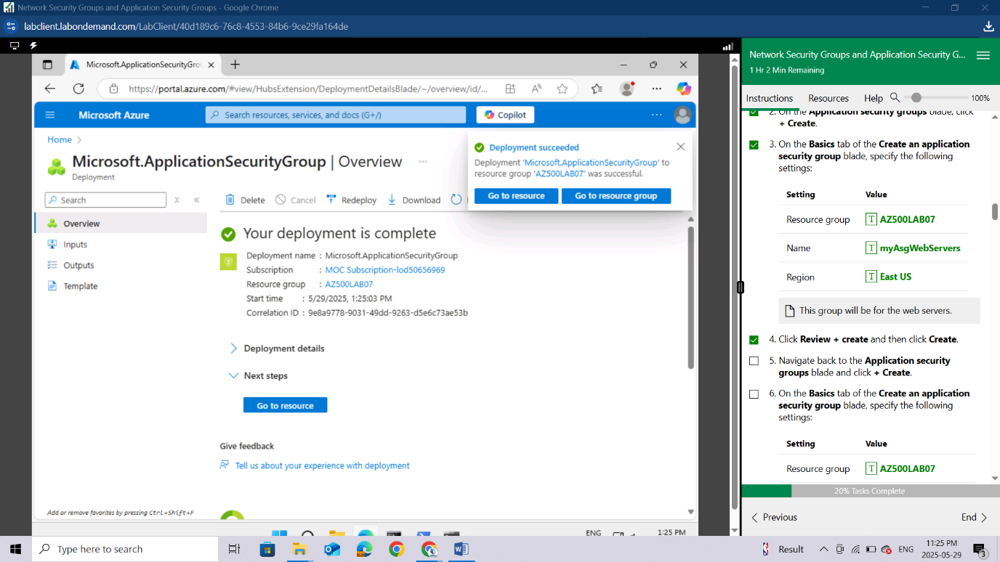 Network Security Groups and Application Security Groups - Google Chrome
labclient.labondemand.com/LabClient/40d189c6-76c8-4553-84b6-9ce29fa164de
Microsoft.ApplicationSecurityGro
https://portal.azure.com/#view/HubsExtension/DeploymentDetailsBlade/~/overview/id/...
Microsoft Azure
Search resources, services, and docs (G+/)
Copilot
Home
Microsoft.ApplicationSecurityGroup | Overview
Deployment
Search
Overview
Inputs
Outputs
Template
Add or remove favorites by pressing Ctrl+Shift+F
Delete
Cancel
Redeploy
Download
Deployment succeeded
Deployment 'Microsoft.ApplicationSecurityGroup' to
resource group 'AZ500LAB07' was successful.
Go to resource
Go to resource group
Your deployment is complete
Deployment name : Microsoft.ApplicationSecurityGroup
Subscription : MOC Subscription-lod50656969
Resource group : AZ500LAB07
Start time : 5/29/2025, 1:25:03 PM
Correlation ID : 9e8a9778-9031-49dd-9263-d5e6c73ae53b
Deployment details
Next steps
Go to resource
Give feedback
Tell us about your experience with deployment
ENG
1:25 PM
Network Security Groups and Application Security G...
1 Hr 2 Min Remaining
Instructions
Resources
Help
100%
2. On the Application security groups blade, click
+ Create.
3. On the Basics tab of the Create an application
security group blade, specify the following
settings:
Setting Value
Resource group T AZ500LAB07
Name T myAsgWebServers
Region T East US
This group will be for the web servers.
4. Click Review + create and then click Create.
5. Navigate back to the Application security
groups blade and click + Create.
6. On the Basics tab of the Create an application
security group blade, specify the following
settings:
Setting Value
Resource group T AZ500LAB07
20% Tasks Complete
Previous
End
Type here to search
Result
ENG
11:25 PM
2025-05-29
3